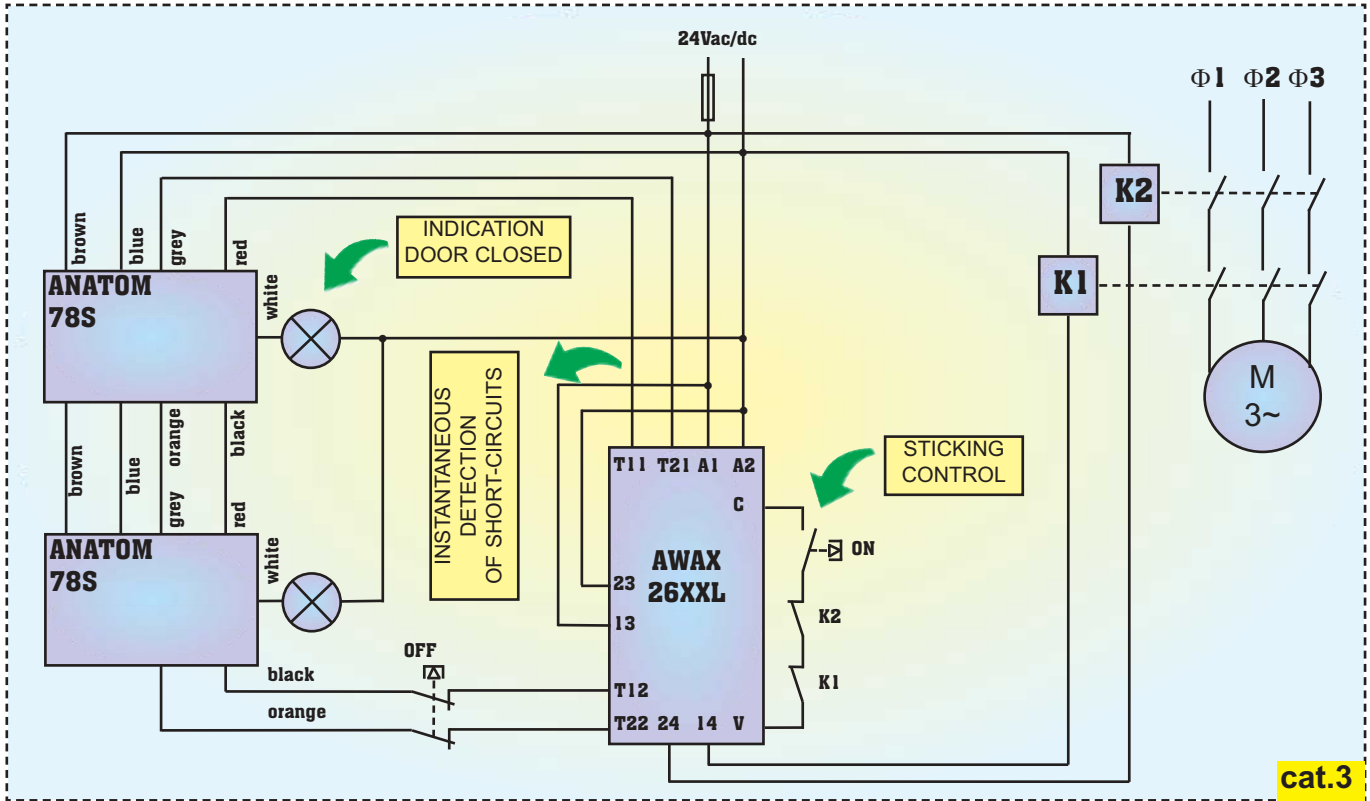 24Vac/dc
Φ1 Φ2 Φ3
K2
K1
M
3~
brown
blue
grey
red
INDICATION
DOOR CLOSED
ANATOM
78S
white
INSTANTANEOUS
DETECTION
OF SHORT-CIRCUITS
brown
blue
orange
grey
black
red
STICKING
CONTROL
T11 T21 A1 A2
C
AWAX
26XXL
ON
K2
K1
23
13
ANATOM
78S
white
OFF
black
orange
T12
T22 24 14 V
cat.3